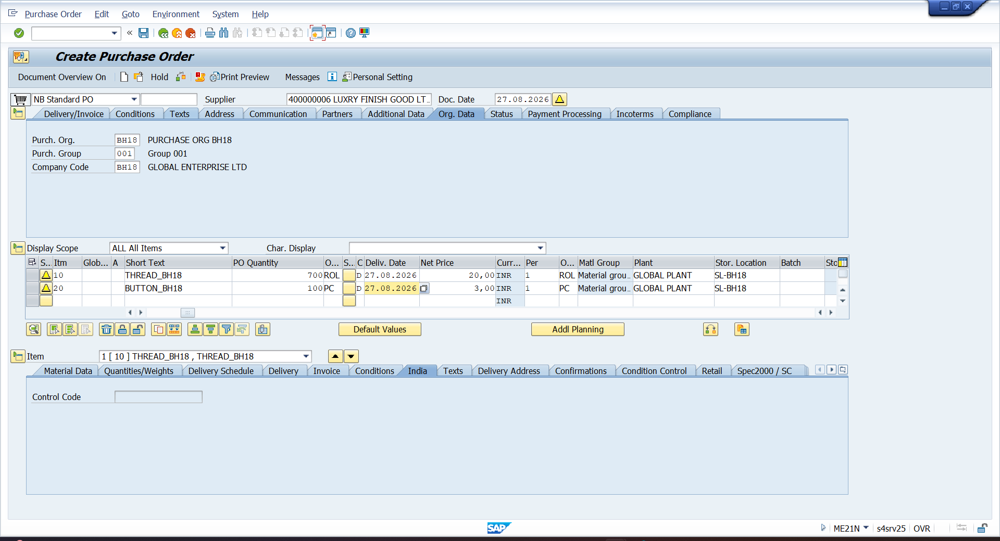 Purchase Order Edit Goto Environment System Help
«
Create Purchase Order
Document Overview On Hold Print Preview Messages Personal Setting
NB Standard PO Supplier 400000006 LUXRY FINISH GOOD LT… Doc. Date 27.08.2026
Delivery/Invoice Conditions Texts Address Communication Partners Additional Data Org. Data Status Payment Processing Incoterms Compliance
Purch. Org. BH18 PURCHASE ORG BH18
Purch. Group 001 Group 001
Company Code BH18 GLOBAL ENTERPRISE LTD
Display Scope ALL All Items Char. Display
S... Itm Glob... A Short Text PO Quantity O... S... C Deliv. Date Net Price Curr... Per O... Matl Group Plant Stor. Location Batch Sto
10 THREAD_BH18 700 ROL D 27.08.2026 20,00 INR 1 ROL Material grou… GLOBAL PLANT SL-BH18
20 BUTTON_BH18 100 PC D 27.08.2026 3,00 INR 1 PC Material grou… GLOBAL PLANT SL-BH18
INR
Default Values Addl Planning
Item 1 [ 10 ] THREAD_BH18 , THREAD_BH18
Material Data Quantities/Weights Delivery Schedule Delivery Invoice Conditions India Texts Delivery Address Confirmations Condition Control Retail Spec2000 / SC
Control Code
SAP ME21N s4srv25 OVR